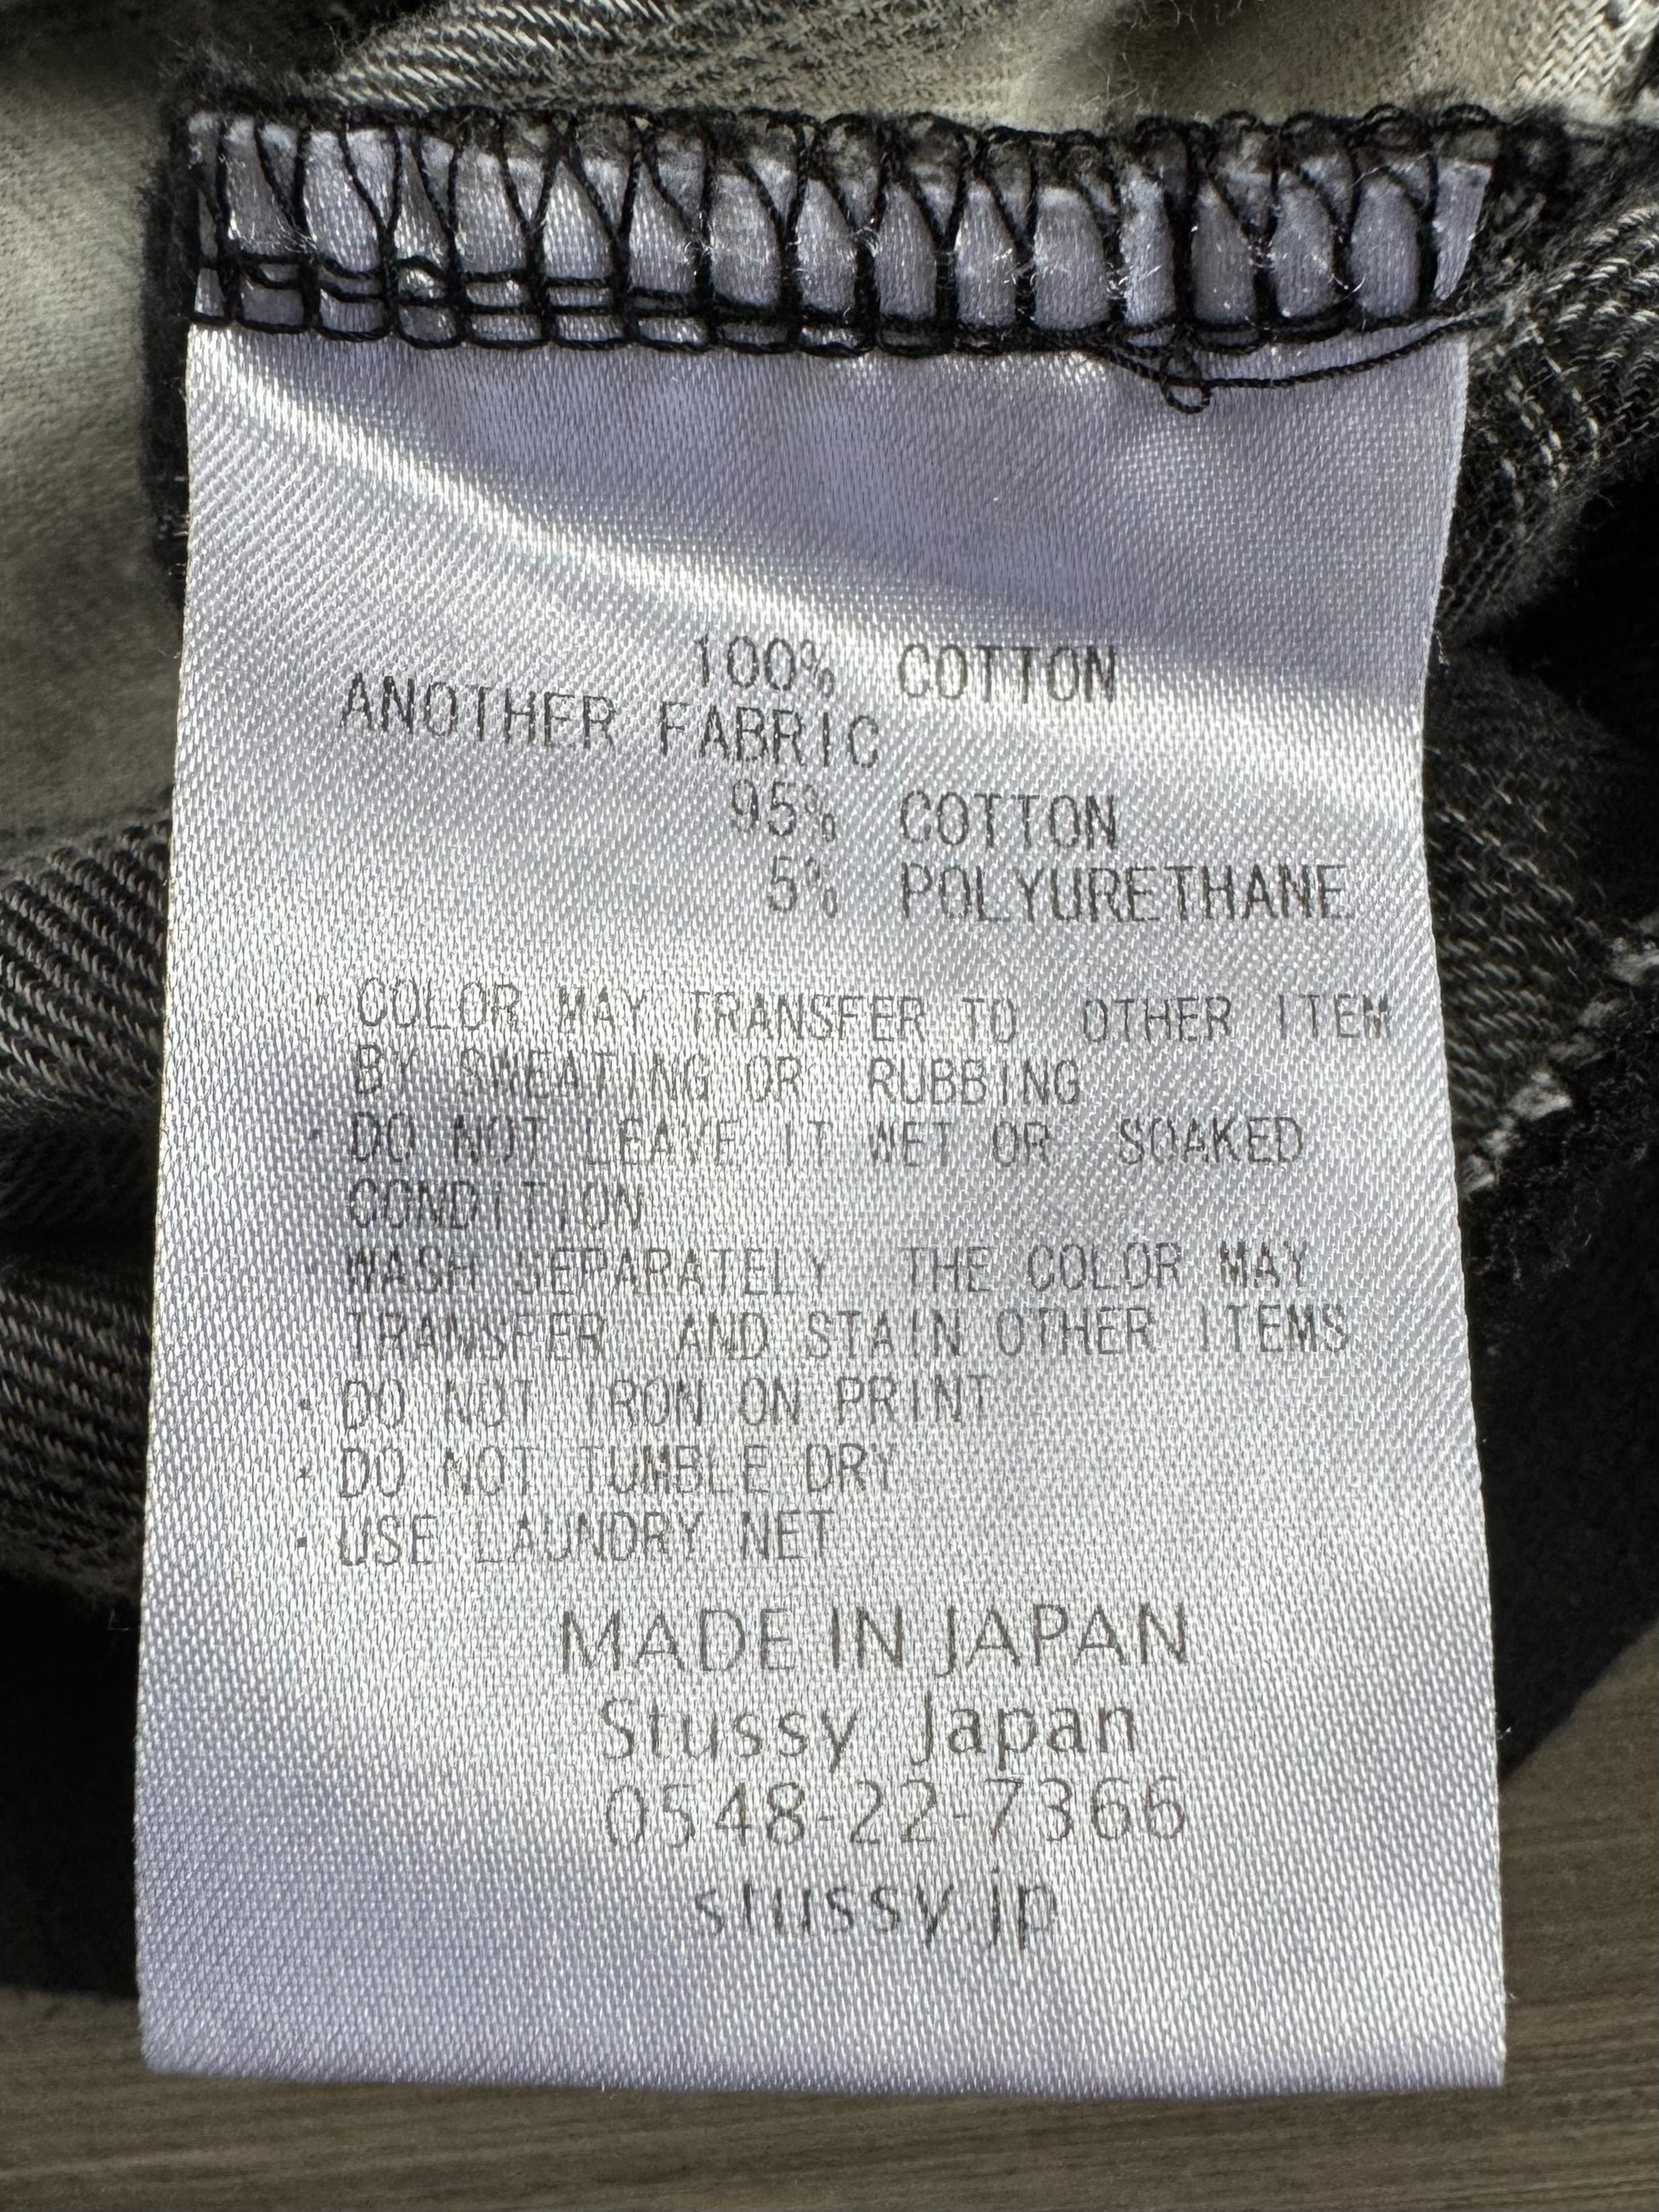 100% COTTON
ANOTHER FABRIC
95% COTTON
5% POLYURETHANE
・COLOR MAY TRANSFER TO OTHER ITEM
BY SWEATING OR RUBBING
・DO NOT LEAVE IT WET OR SOAKED
CONDITION
WASH SEPARATELY THE COLOR MAY
TRANSFER AND STAIN OTHER ITEMS
・DO NOT IRON ON PRINT
・DO NOT TUMBLE DRY
・USE LAUNDRY NET
MADE IN JAPAN
Stussy Japan
0548-22-7366
stussy.jp